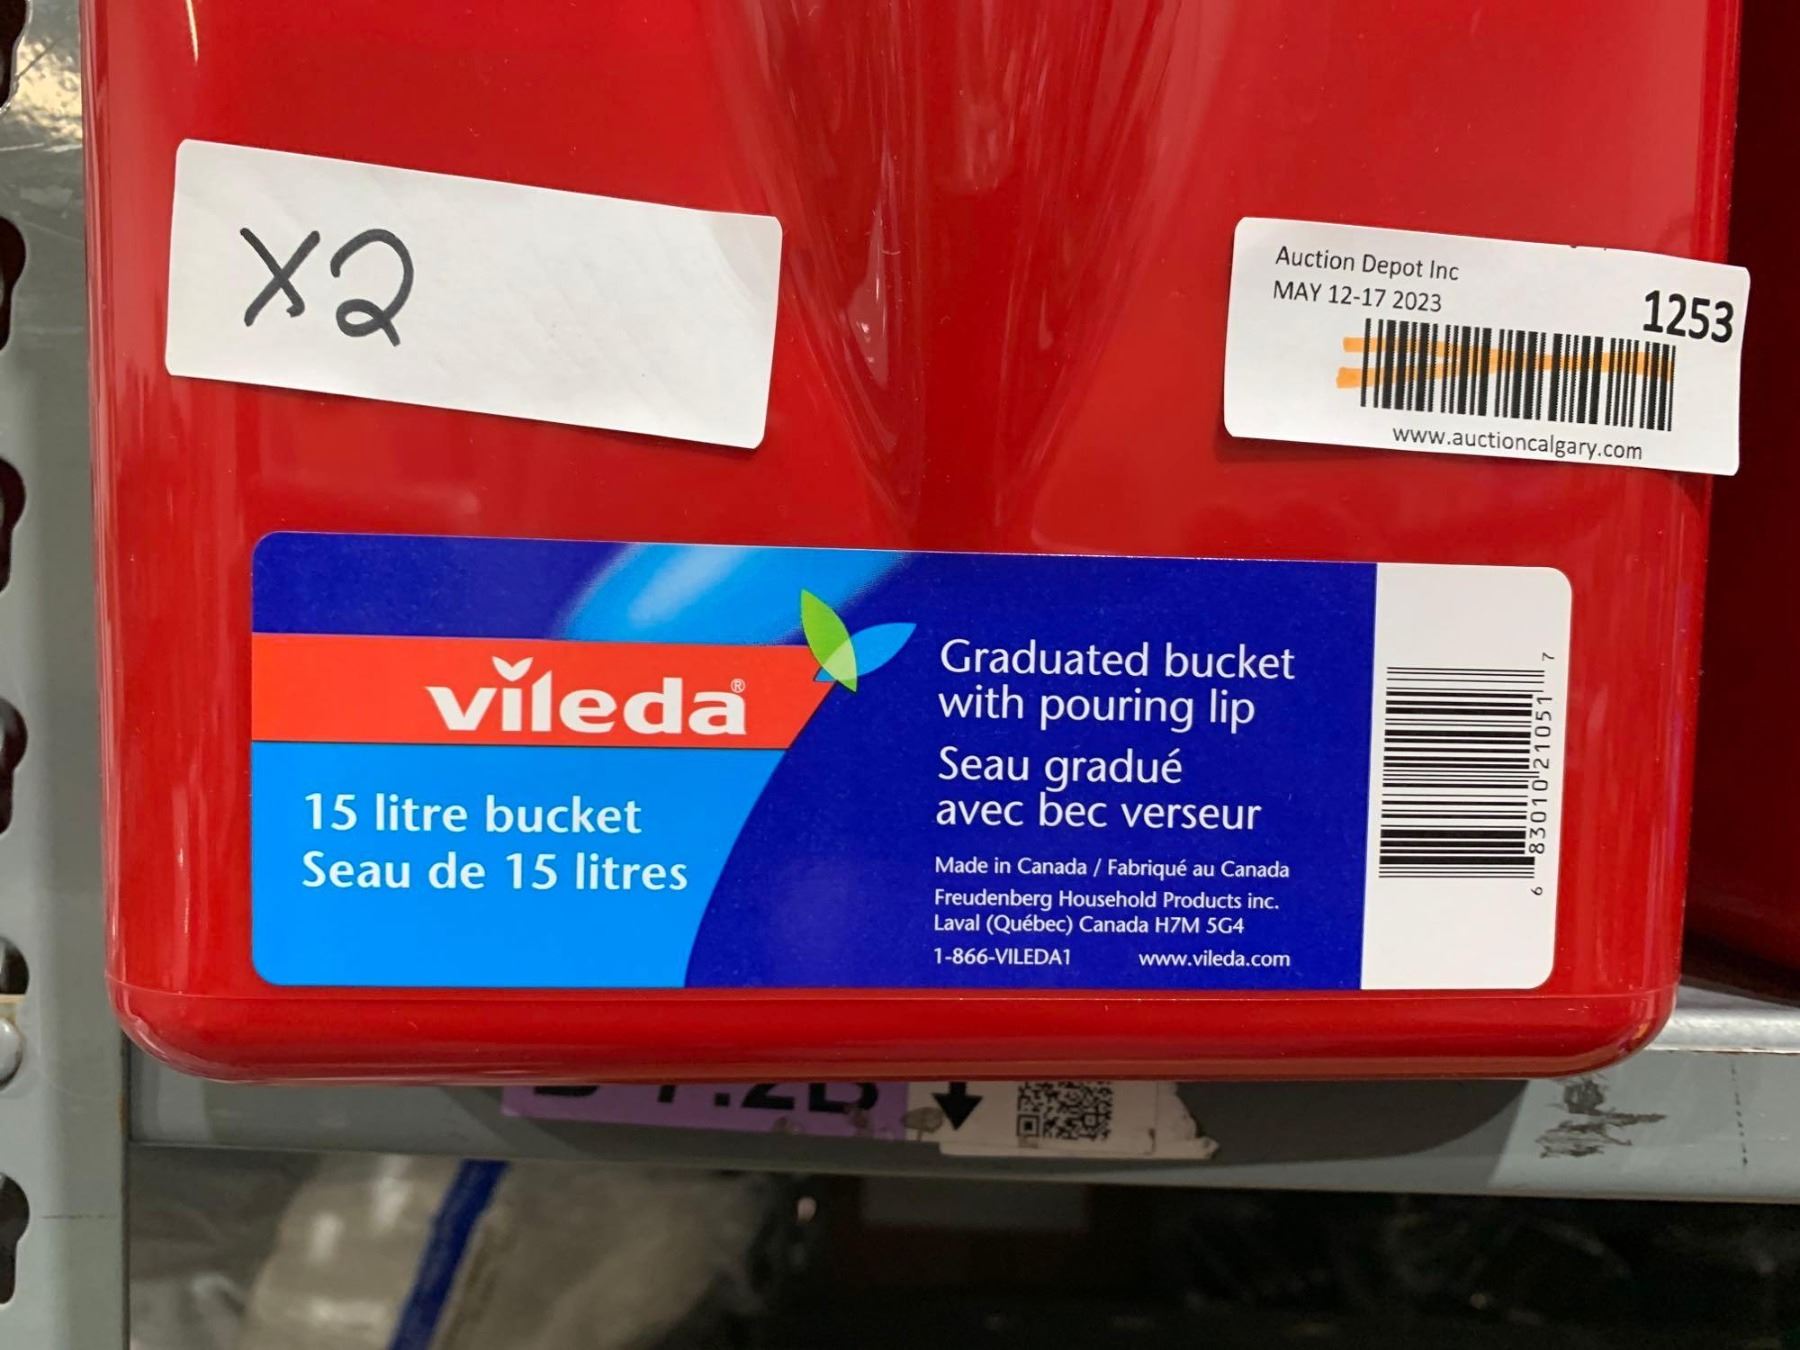 X2
Auction Depot Inc
MAY 12-17 2023
1253
www.auctioncalgary.com
vileda®
15 litre bucket
Seau de 15 litres
Graduated bucket
with pouring lip
Seau gradué
avec bec verseur
Made in Canada / Fabriqué au Canada
Freudenberg Household Products inc.
Laval (Québec) Canada H7M 5G4
1-866-VILEDA1 www.vileda.com
6 83010 21051 7